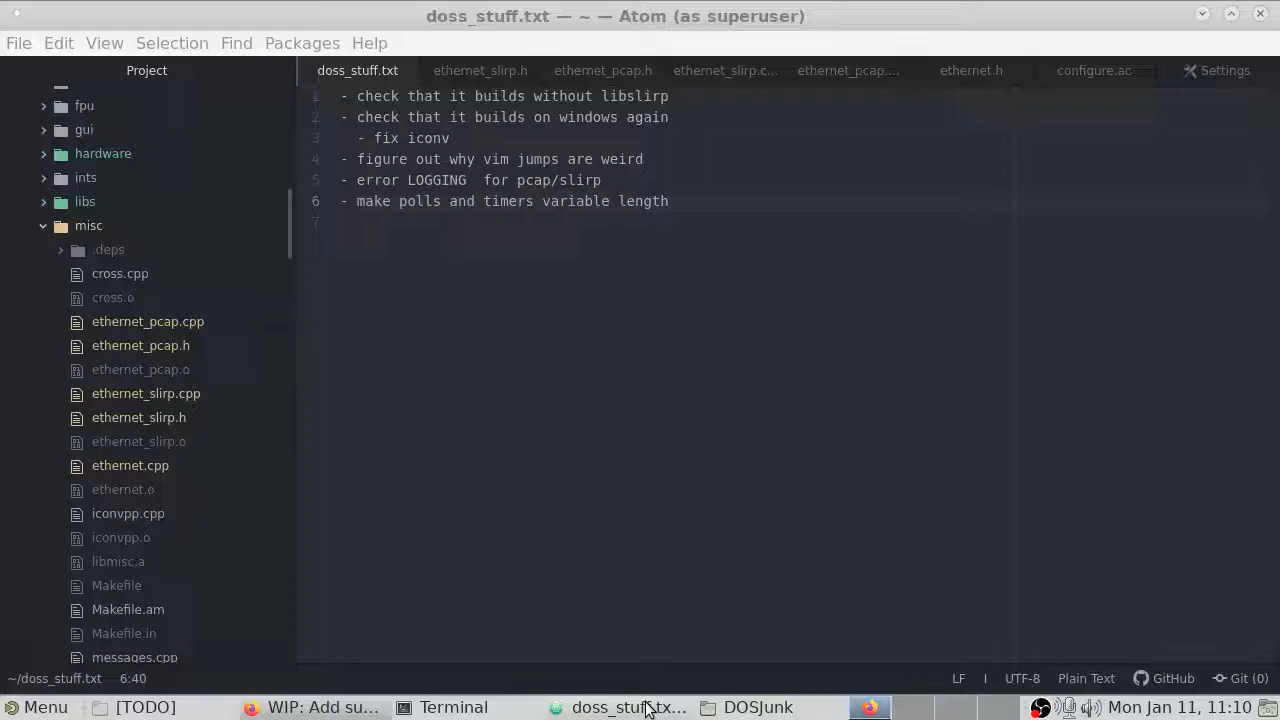 doss_stuff.txt — ~ — Atom (as superuser)
File Edit View Selection Find Packages Help
Project
doss_stuff.txt ethernet_slirp.h ethernet_pcap.h ethernet_slirp.c... ethernet_pcap.... ethernet.h configure.ac Settings
fpu
gui
hardware
ints
libs
misc
.deps
cross.cpp
cross.o
ethernet_pcap.cpp
ethernet_pcap.h
ethernet_pcap.o
ethernet_slirp.cpp
ethernet_slirp.h
ethernet_slirp.o
ethernet.cpp
ethernet.o
iconvpp.cpp
iconvpp.o
libmisc.a
Makefile
Makefile.am
Makefile.in
messages.cpp
1 - check that it builds without libslirp
2 - check that it builds on windows again
3 - fix iconv
4 - figure out why vim jumps are weird
5 - error LOGGING  for pcap/slirp
6 - make polls and timers variable length
7
~/doss_stuff.txt 6:40 LF I UTF-8 Plain Text GitHub Git (0)
Menu [TODO] WIP: Add su... Terminal doss_stuff.tx... DOSJunk Mon Jan 11, 11:10